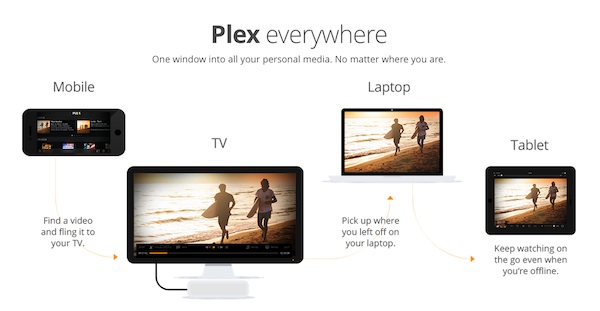 Plex everywhere
One window into all your personal media. No matter where you are.
Mobile
Find a video
and fling it to
your TV.
TV
Laptop
Pick up where
you left off on
your laptop.
Tablet
Keep watching on
the go even when
you're offline.